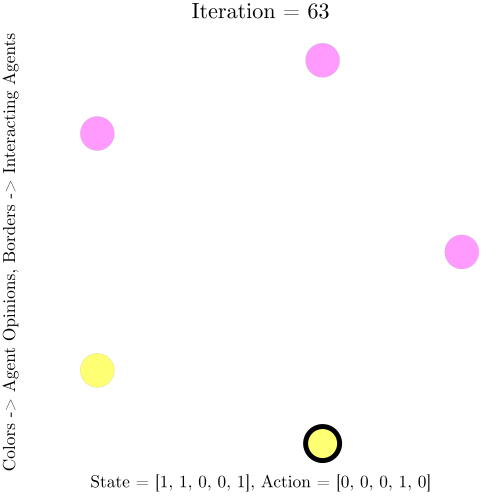 Iteration = 63
Colors -> Agent Opinions, Borders -> Interacting Agents
State = [1, 1, 0, 0, 1], Action = [0, 0, 0, 1, 0]